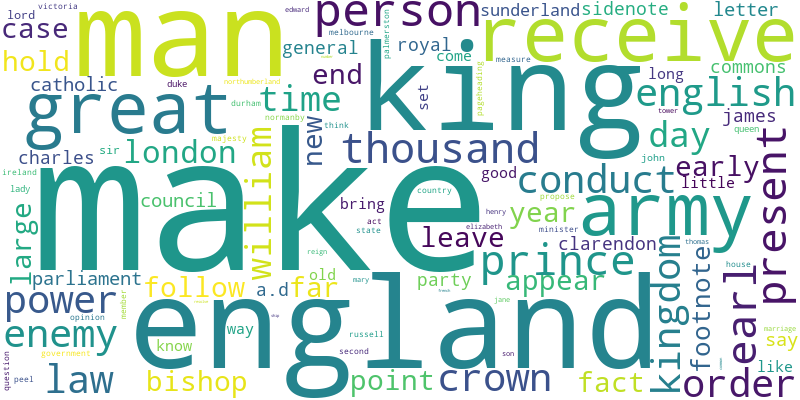 man
person
receive
case
lord
victoria
edward
sunderland
sidenote
letter
melbourne
palmerston
hold
general
royal
come
measure
king
commons
great
catholic
duke
northumberland
end
time
set
pageheading
long
english
durham
normanby
think
tower
james
queen
london
sir
majesty
new
thousand
day
john
charles
william
make
good
conduct
early
little
present
ireland
lady
council
bring
country
army
year
large
act
state
propose
henry
elizabeth
minister
leave
clarendon
thomas
house
parliament
reign
prince
kingdom
footnote
earl
power
follow
a.d
far
old
mary
party
appear
member
opinion
england
enemy
know
way
russell
second
jane
son
say
marriage
government
question
peel
law
bishop
point
crown
fact
like
order
french